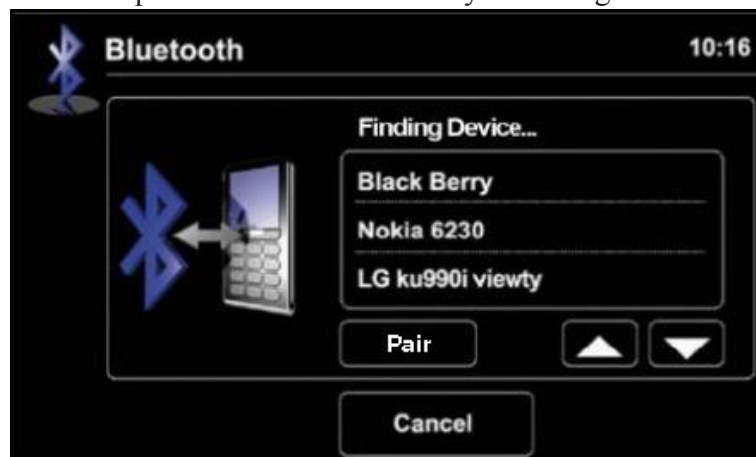 Bluetooth 10:16
Finding Device...
Black Berry
Nokia 6230
LG ku990i viewty
Pair
Cancel